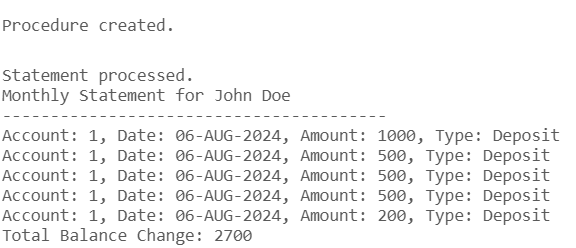 Procedure created.
Statement processed.
Monthly Statement for John Doe
----------------------------------------
Account: 1, Date: 06-AUG-2024, Amount: 1000, Type: Deposit
Account: 1, Date: 06-AUG-2024, Amount: 500, Type: Deposit
Account: 1, Date: 06-AUG-2024, Amount: 500, Type: Deposit
Account: 1, Date: 06-AUG-2024, Amount: 500, Type: Deposit
Account: 1, Date: 06-AUG-2024, Amount: 200, Type: Deposit
Total Balance Change: 2700